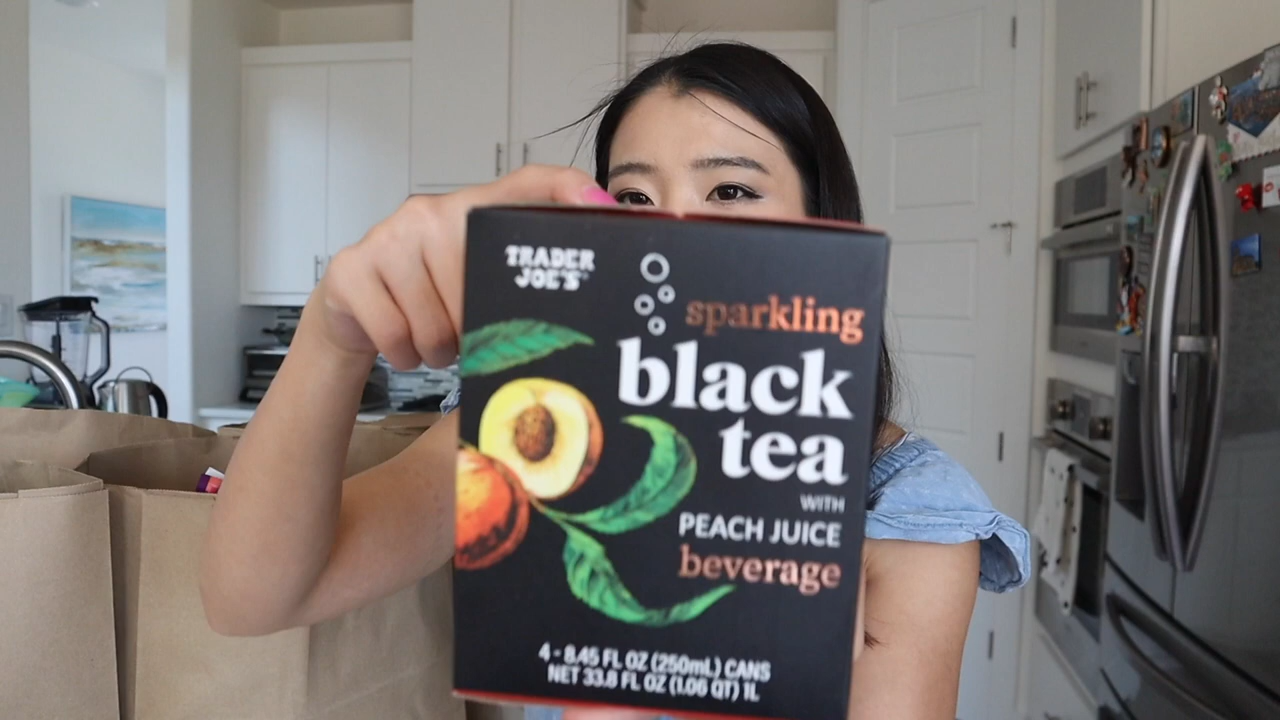 TRADER
JOE'S
sparkling
black
tea
WITH
PEACH JUICE
beverage
4 - 8.45 FL OZ (250mL) CANS
NET 33.8 FL OZ (1.06 QT) 1L